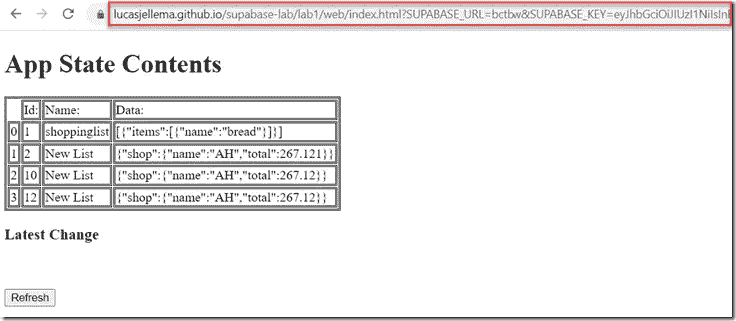 lucasjellema.github.io/supabase-lab/lab1/web/index.html?SUPABASE_URL=bctbw&SUPABASE_KEY=eyJhbGciOiJIUzI1NiIsInR
App State Contents
Id: Name: Data:
0 1 shoppinglist [{"items":[{"name":"bread"}]}]
1 2 New List {"shop":{"name":"AH","total":267.121}}
2 10 New List {"shop":{"name":"AH","total":267.12}}
3 12 New List {"shop":{"name":"AH","total":267.12}}
Latest Change
Refresh